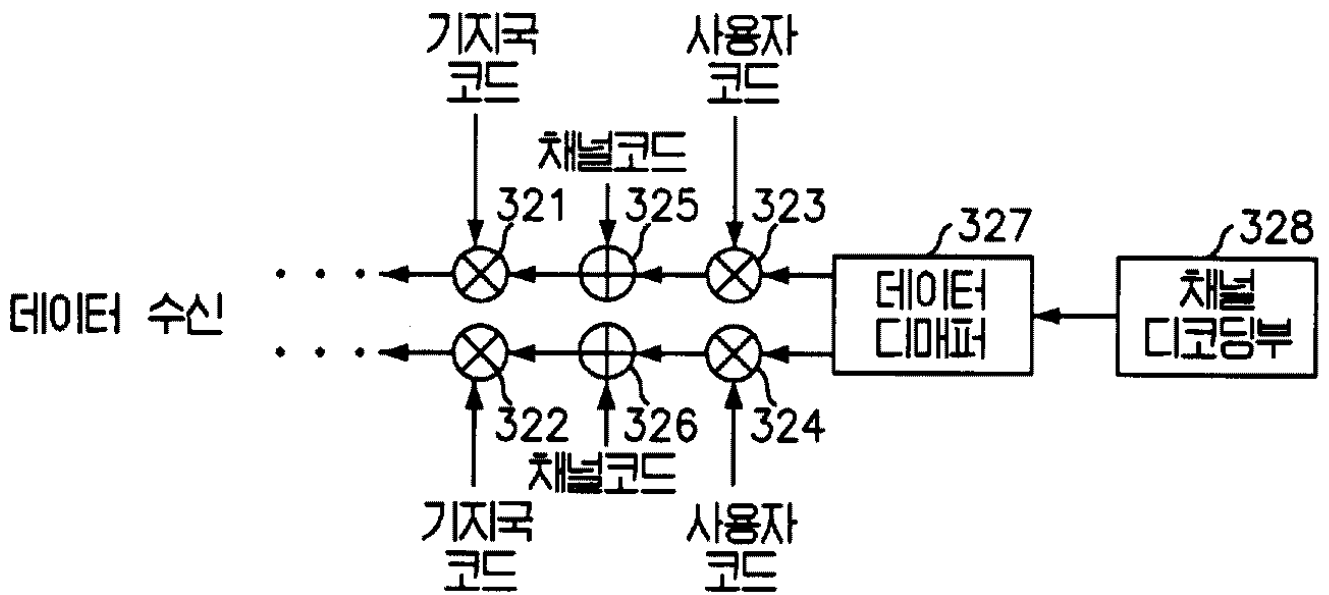 기지국
코드
사용자
코드
채널코드
321
325
323
327
328
데이터 수신
데이터
디매퍼
채널
디코딩부
322
326
324
채널코드
기지국
코드
사용자
코드